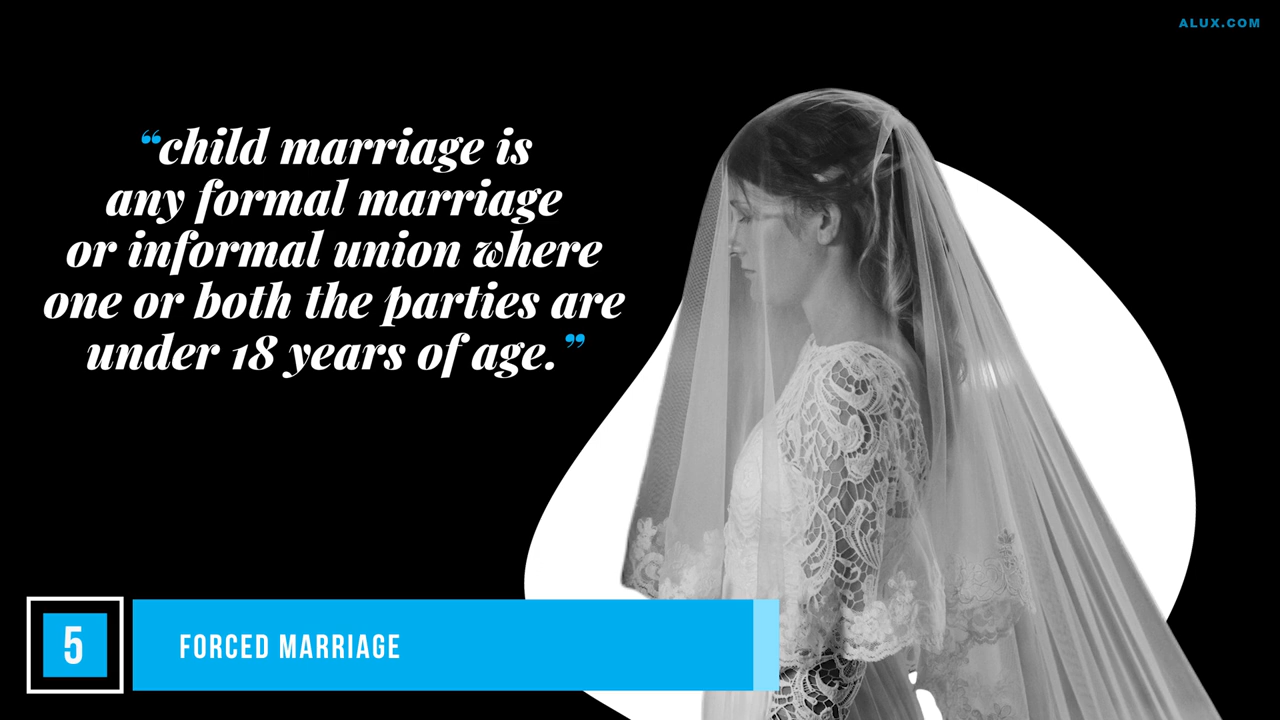 ALUX.COM
“child marriage is
any formal marriage
or informal union where
one or both the parties are
under 18 years of age.”
5
FORCED MARRIAGE